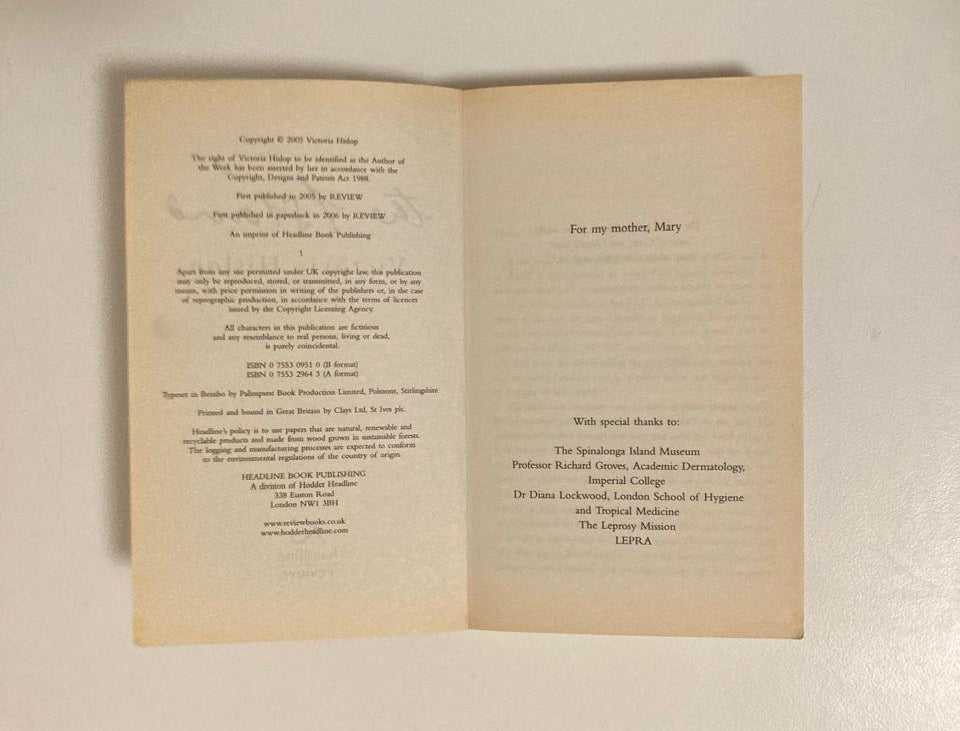 Copyright © 2005 Victoria Hislop
The right of Victoria Hislop to be identified as the Author of
the Work has been asserted by her in accordance with the
Copyright, Designs and Patents Act 1988.
First published in 2005 by REVIEW
First published in paperback in 2006 by REVIEW
An imprint of Headline Book Publishing
1
Apart from any use permitted under UK copyright law, this publication
may only be reproduced, stored, or transmitted, in any form, or by any
means, with prior permission in writing of the publishers or, in the case
of reprographic production, in accordance with the terms of licences
issued by the Copyright Licensing Agency.
All characters in this publication are fictitious
and any resemblance to real persons, living or dead,
is purely coincidental.
ISBN 0 7553 0951 0 (B format)
ISBN 0 7553 2964 3 (A format)
Typeset in Bembo by Palimpsest Book Production Limited, Polmont, Stirlingshire
Printed and bound in Great Britain by Clays Ltd, St Ives plc.
Headline's policy is to use papers that are natural, renewable and
recyclable products and made from wood grown in sustainable forests.
The logging and manufacturing processes are expected to conform
to the environmental regulations of the country of origin.
HEADLINE BOOK PUBLISHING
A division of Hodder Headline
338 Euston Road
London NW1 3BH
www.reviewbooks.co.uk
www.hodderheadline.com
For my mother, Mary
With special thanks to:
The Spinalonga Island Museum
Professor Richard Groves, Academic Dermatology,
Imperial College
Dr Diana Lockwood, London School of Hygiene
and Tropical Medicine
The Leprosy Mission
LEPRA